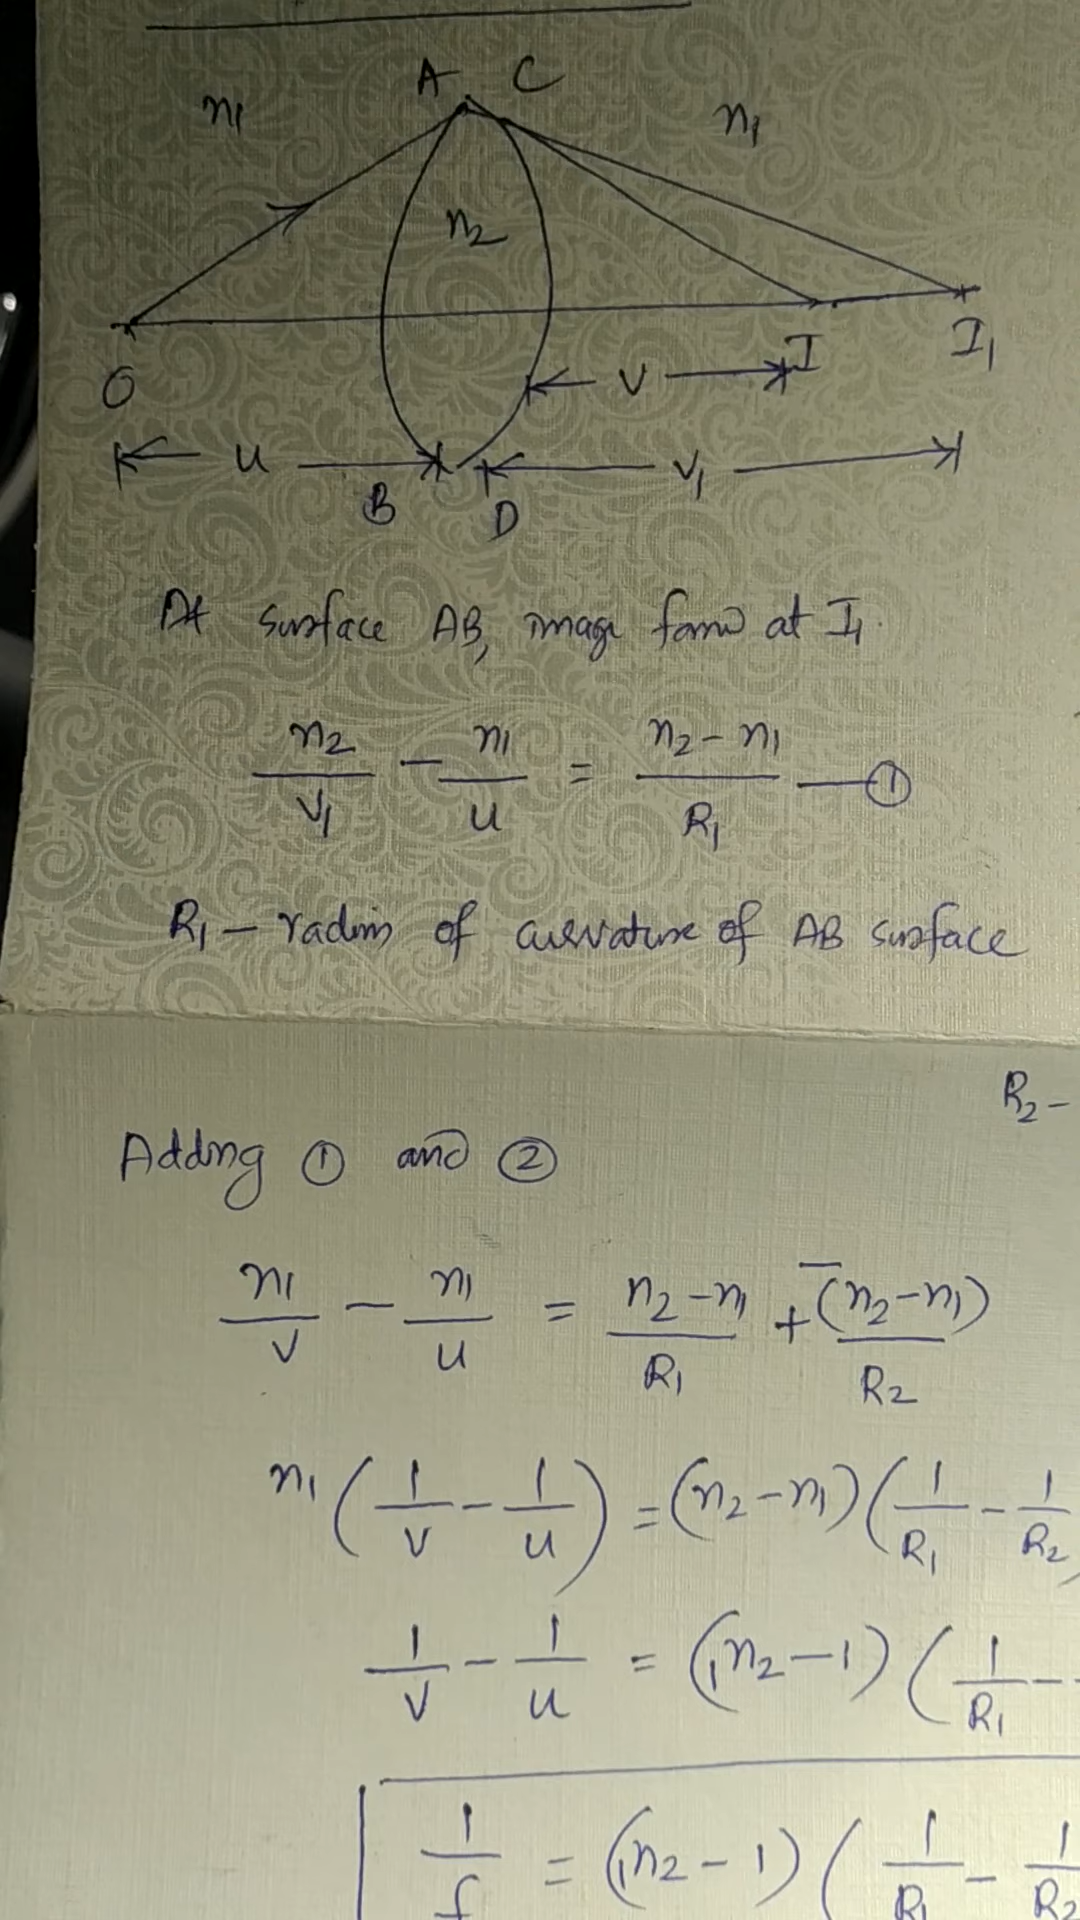 A C
n1 n1
n2
O I I1
v
u v1
B D
At surface AB, image form at I1.
n2/v1 - n1/u = (n2 - n1)/R1 — ①
R1 — radius of curvature of AB surface
R2 -
Adding ① and ②
n1/v - n1/u = (n2 - n1)/R1 + -(n2 - n1)/R2
n1 (1/v - 1/u) = (n2 - n1) (1/R1 - 1/R2)
1/v - 1/u = (1n2 - 1) (1/R1 -
1/f = (1n2 - 1) (1/R1 - 1/R2